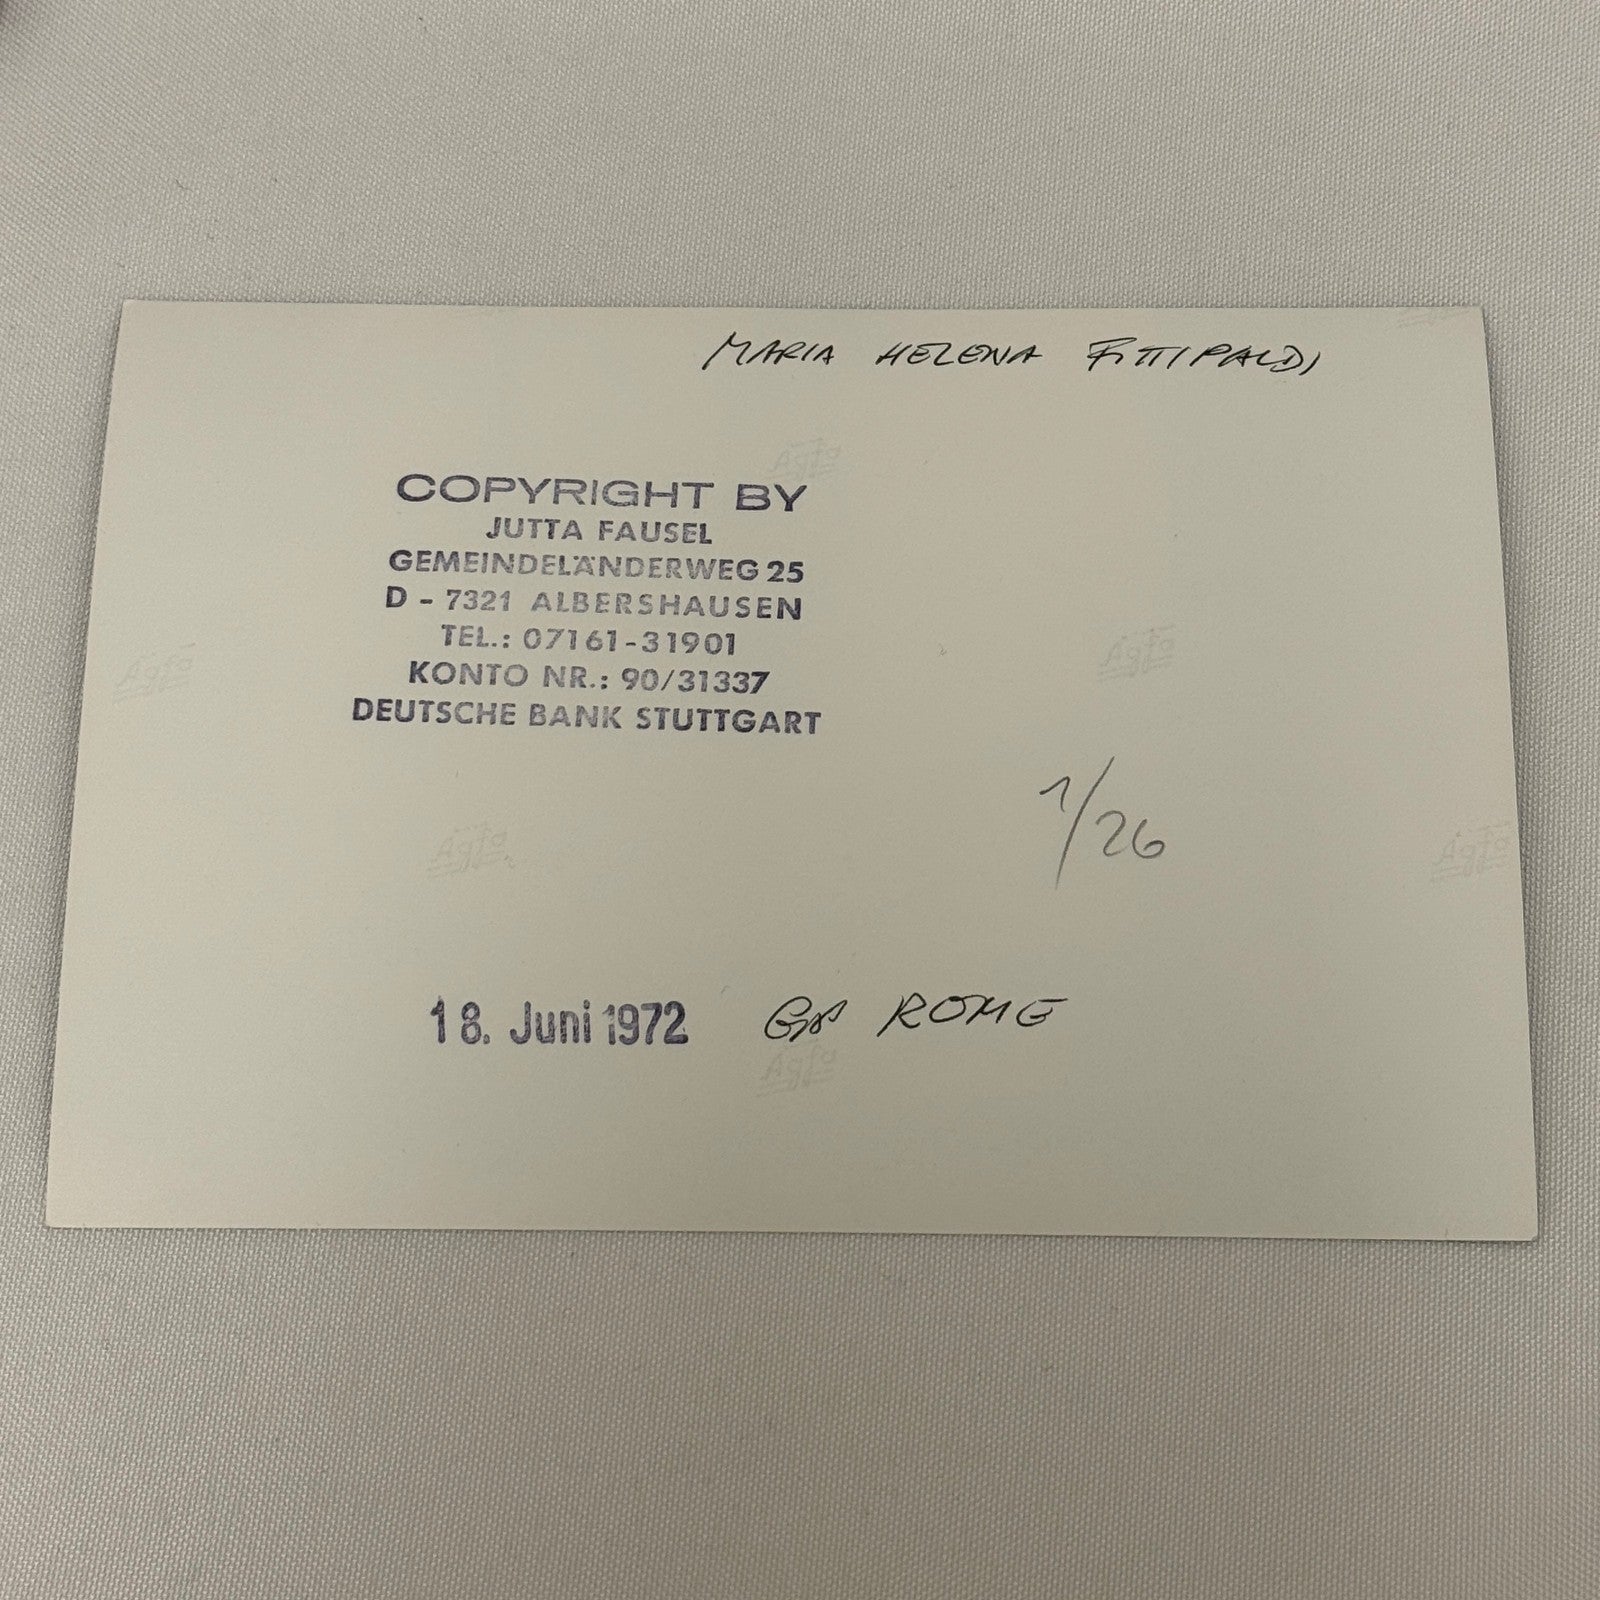 MARIA HELENA FITTIPALDI
COPYRIGHT BY
JUTTA FAUSEL
GEMEINDELÄNDERWEG 25
D - 7321 ALBERSHAUSEN
TEL.: 07161-31901
KONTO NR.: 90/31337
DEUTSCHE BANK STUTTGART
1/26
18. Juni 1972 GP ROME